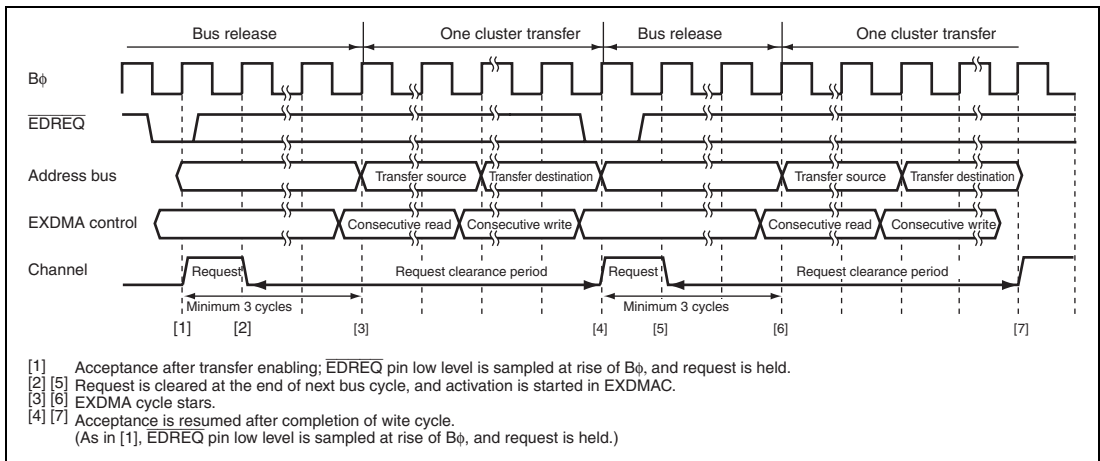 Bus release One cluster transfer Bus release One cluster transfer
Bϕ
EDREQ
Address bus Transfer source Transfer destination Transfer source Transfer destination
EXDMA control Consecutive read Consecutive write Consecutive read Consecutive write
Channel Request Request clearance period Request Request clearance period
Minimum 3 cycles Minimum 3 cycles
[1] [2] [3] [4] [5] [6] [7]
[1] Acceptance after transfer enabling; EDREQ pin low level is sampled at rise of Bϕ, and request is held.
[2] [5] Request is cleared at the end of next bus cycle, and activation is started in EXDMAC.
[3] [6] EXDMA cycle stars.
[4] [7] Acceptance is resumed after completion of wite cycle.
(As in [1], EDREQ pin low level is sampled at rise of Bϕ, and request is held.)